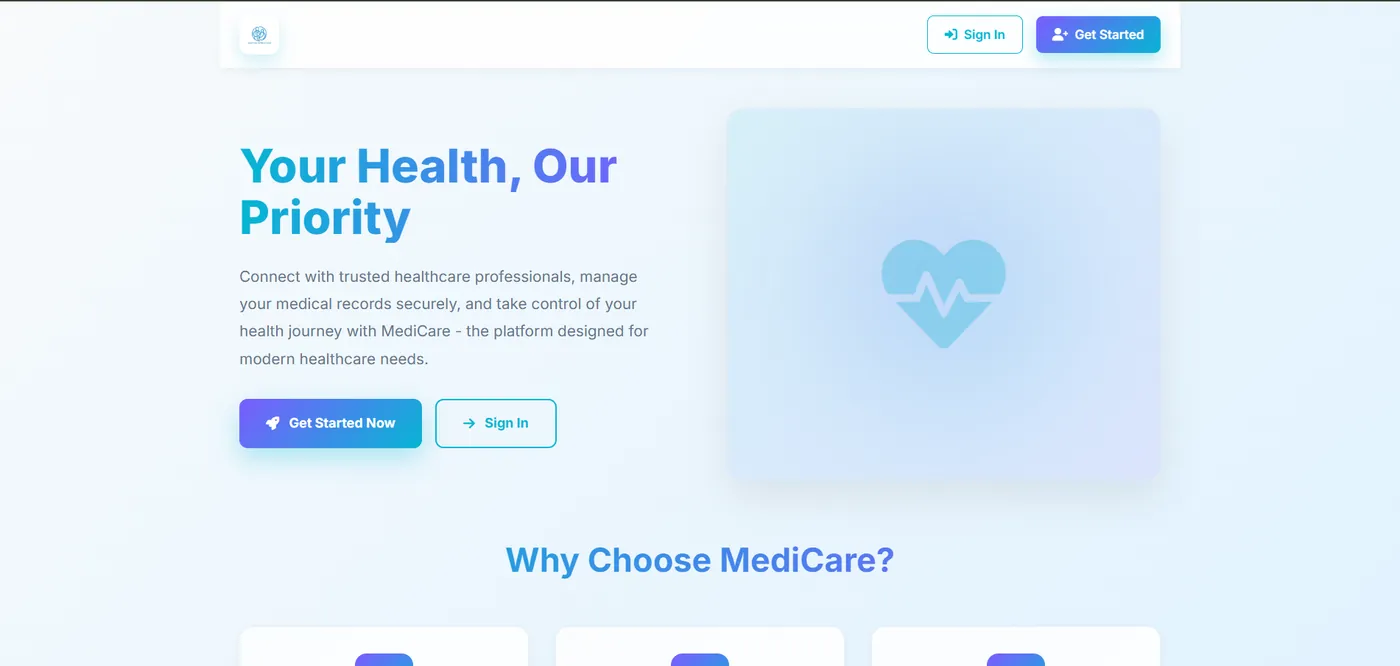 Sign In
Get Started
Your Health, Our
Priority
Connect with trusted healthcare professionals, manage
your medical records securely, and take control of your
health journey with MediCare - the platform designed for
modern healthcare needs.
Get Started Now
Sign In
Why Choose MediCare?